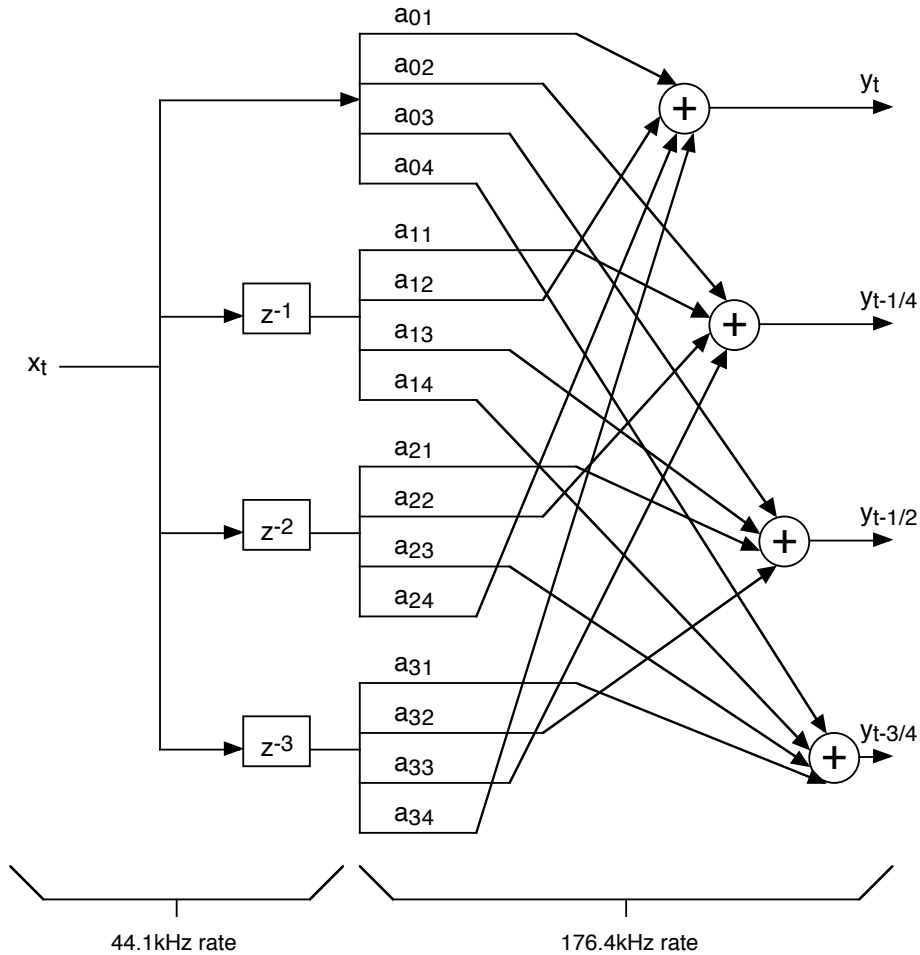 a01
a02
a03
a04
yt
a11
a12
a13
a14
z-1
yt-1/4
xt
a21
a22
a23
a24
z-2
yt-1/2
a31
a32
a33
a34
z-3
yt-3/4
+
+
+
+
44.1kHz rate
176.4kHz rate